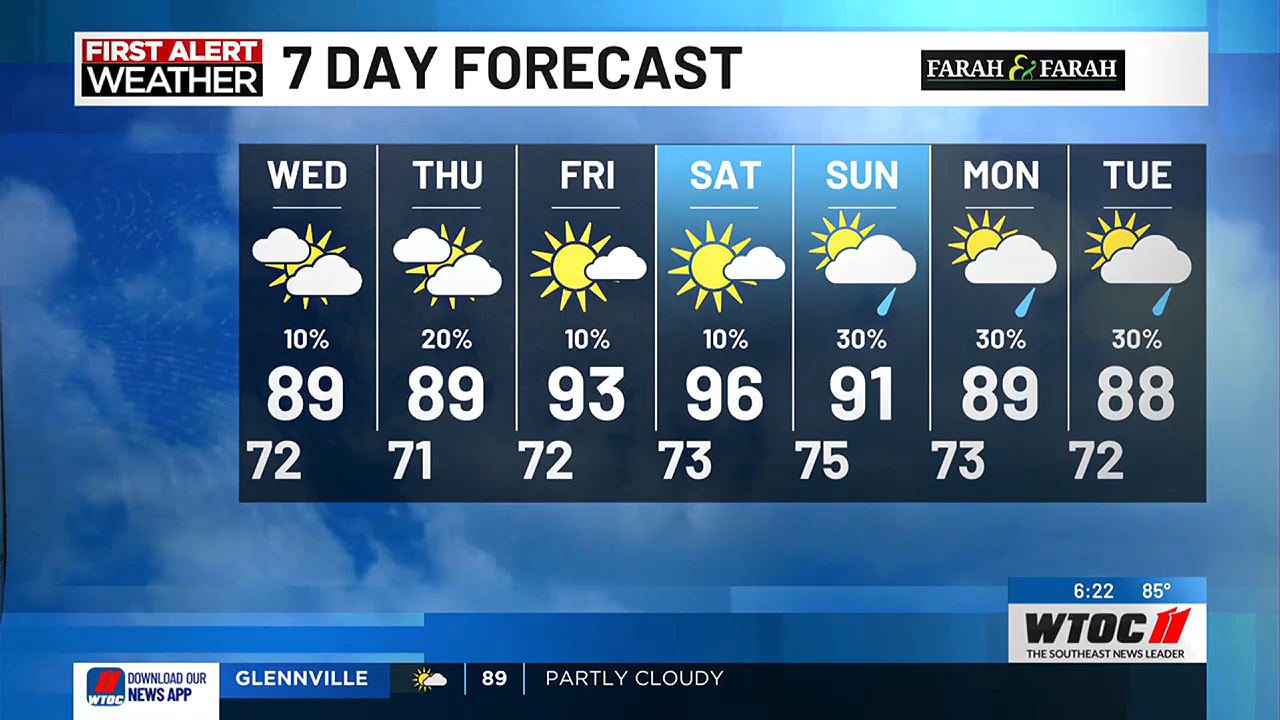 FIRST ALERT
WEATHER
7 DAY FORECAST
FARAH & FARAH
WED THU FRI SAT SUN MON TUE
10% 20% 10% 10% 30% 30% 30%
89 89 93 96 91 89 88
72 71 72 73 75 73 72
6:22 85°
WTOC 11
THE SOUTHEAST NEWS LEADER
11
WTOC
DOWNLOAD OUR
NEWS APP
GLENNVILLE 89 PARTLY CLOUDY